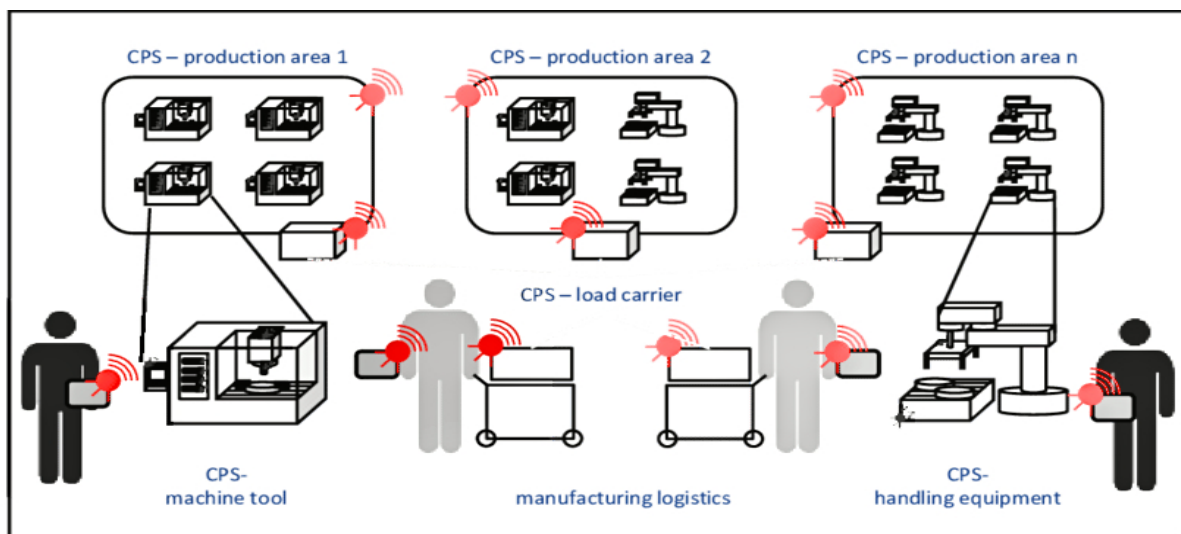 CPS – production area 1
CPS – production area 2
CPS – production area n
CPS – load carrier
CPS-
machine tool
manufacturing logistics
CPS-
handling equipment